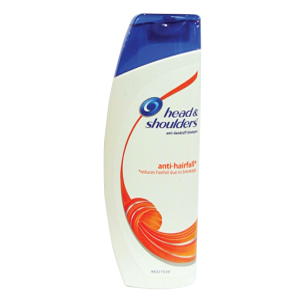 head &
shoulders
anti-dandruff shampoo
anti-hairfall*
*reduces hairfall due to breakage